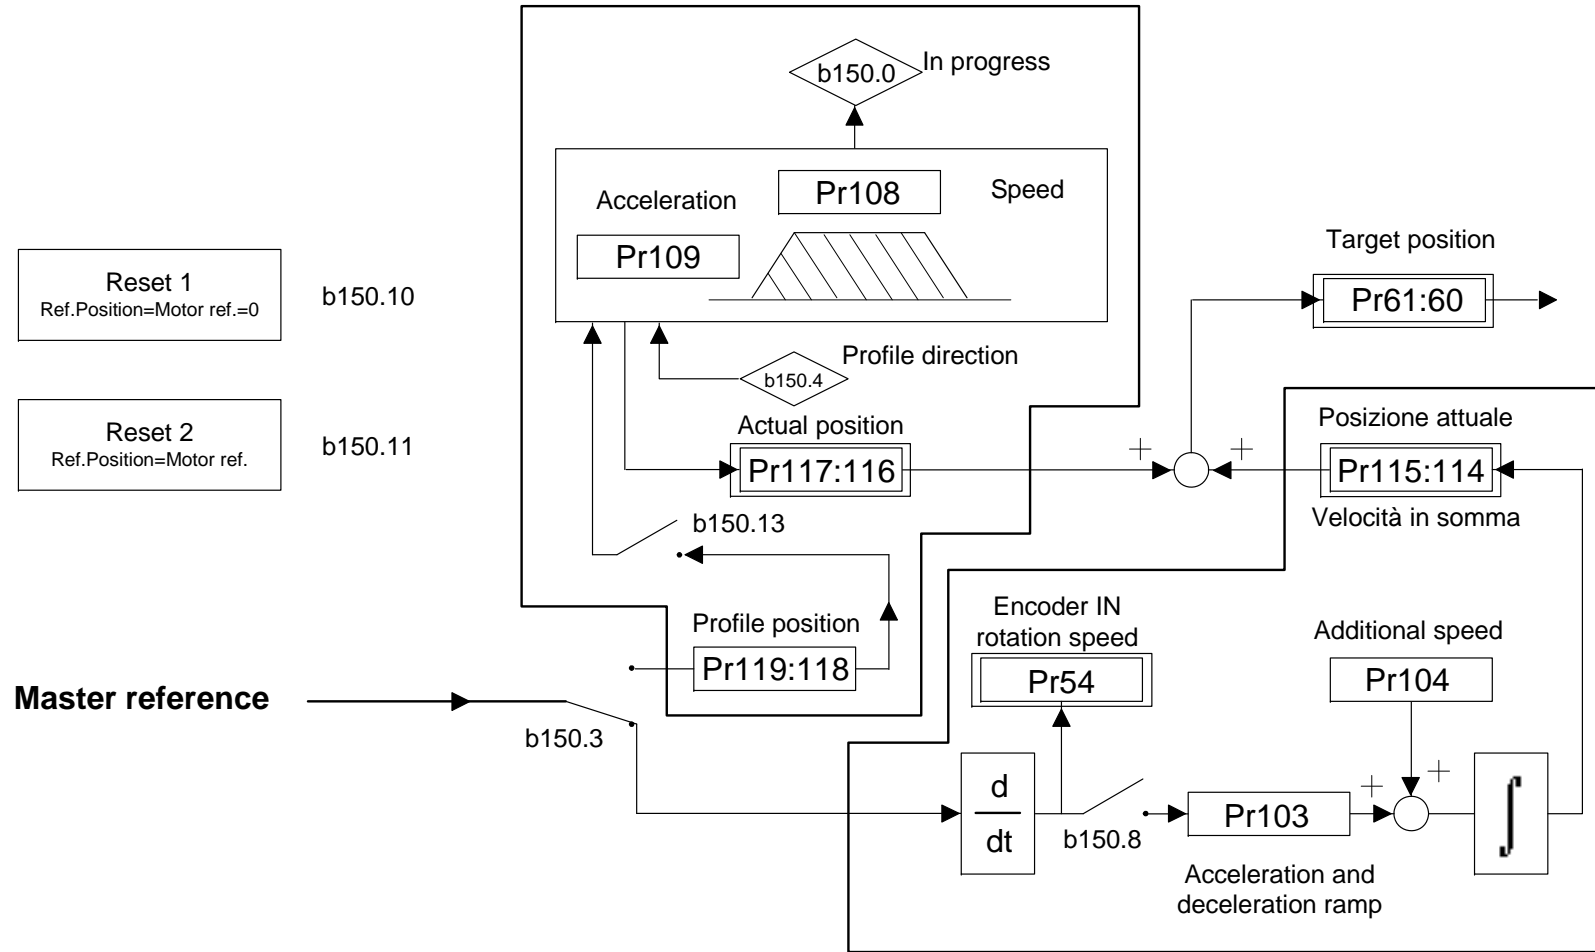 b150.0
In progress
Acceleration
Pr108
Speed
Pr109
Reset 1
Ref.Position=Motor ref.=0
b150.10
Target position
Pr61:60
Profile direction
b150.4
Reset 2
Ref.Position=Motor ref.
b150.11
Actual position
Pr117:116
+
+
Posizione attuale
Pr115:114
Velocità in somma
b150.13
Profile position
Pr119:118
Encoder IN
rotation speed
Pr54
Additional speed
Pr104
Master reference
b150.3
d
dt
b150.8
Pr103
+
+
∫
Acceleration and
deceleration ramp